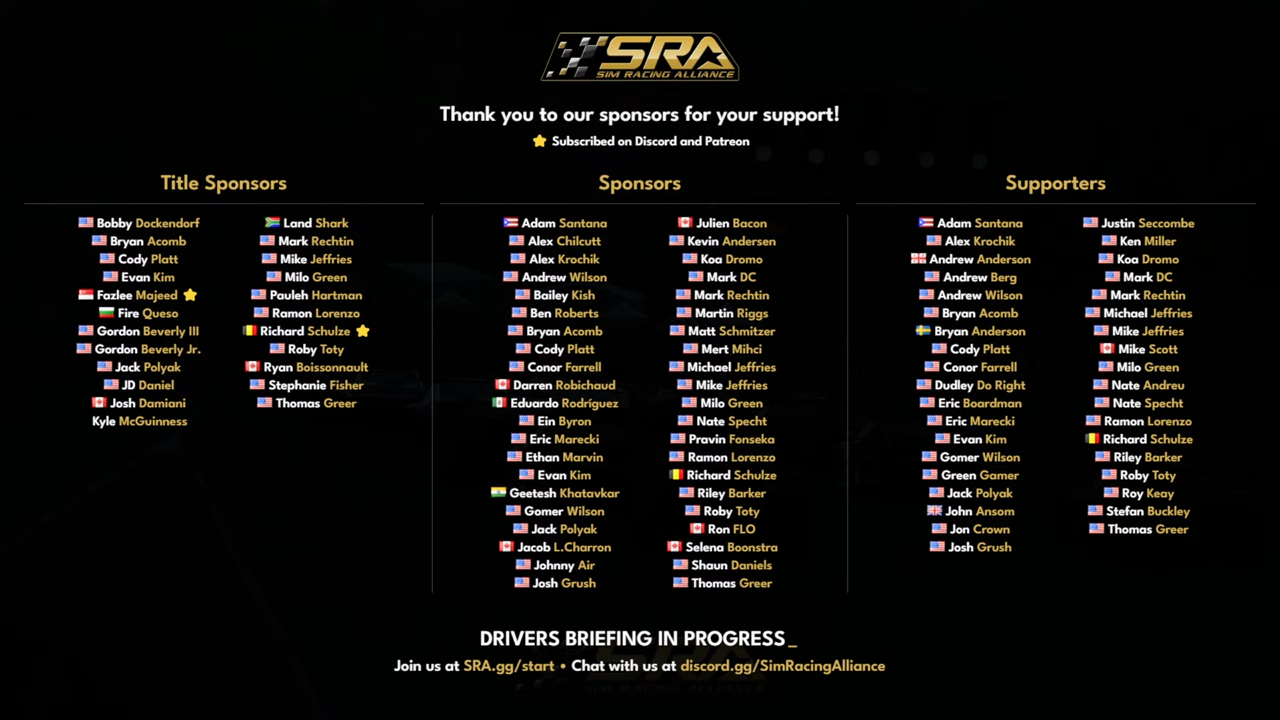 SRA
SIM RACING ALLIANCE
Thank you to our sponsors for your support!
Subscribed on Discord and Patreon
Title Sponsors
Bobby Dockendorf
Bryan Acomb
Cody Platt
Evan Kim
Fazlee Majeed
Fire Queso
Gordon Beverly III
Gordon Beverly Jr.
Jack Polyak
JD Daniel
Josh Damiani
Kyle McGuinness
Land Shark
Mark Rechtin
Mike Jeffries
Milo Green
Pauleh Hartman
Ramon Lorenzo
Richard Schulze
Roby Toty
Ryan Boissonnault
Stephanie Fisher
Thomas Greer
Sponsors
Adam Santana
Alex Chilcutt
Alex Krochik
Andrew Wilson
Bailey Kish
Ben Roberts
Bryan Acomb
Cody Platt
Conor Farrell
Darren Robichaud
Eduardo Rodríguez
Ein Byron
Eric Marecki
Ethan Marvin
Evan Kim
Geetesh Khatavkar
Gomer Wilson
Jack Polyak
Jacob L.Charron
Johnny Air
Josh Grush
Julien Bacon
Kevin Andersen
Koa Dromo
Mark DC
Mark Rechtin
Martin Riggs
Matt Schmitzer
Mert Mihci
Michael Jeffries
Mike Jeffries
Milo Green
Nate Specht
Pravin Fonseka
Ramon Lorenzo
Richard Schulze
Riley Barker
Roby Toty
Ron FLO
Selena Boonstra
Shaun Daniels
Thomas Greer
Supporters
Adam Santana
Alex Krochik
Andrew Anderson
Andrew Berg
Andrew Wilson
Bryan Acomb
Bryan Anderson
Cody Platt
Conor Farrell
Dudley Do Right
Eric Boardman
Eric Marecki
Evan Kim
Gomer Wilson
Green Gamer
Jack Polyak
John Ansom
Jon Crown
Josh Grush
Justin Seccombe
Ken Miller
Koa Dromo
Mark DC
Mark Rechtin
Michael Jeffries
Mike Jeffries
Mike Scott
Milo Green
Nate Andreu
Nate Specht
Ramon Lorenzo
Richard Schulze
Riley Barker
Roby Toty
Roy Keay
Stefan Buckley
Thomas Greer
DRIVERS BRIEFING IN PROGRESS_
Join us at SRA.gg/start • Chat with us at discord.gg/SimRacingAlliance